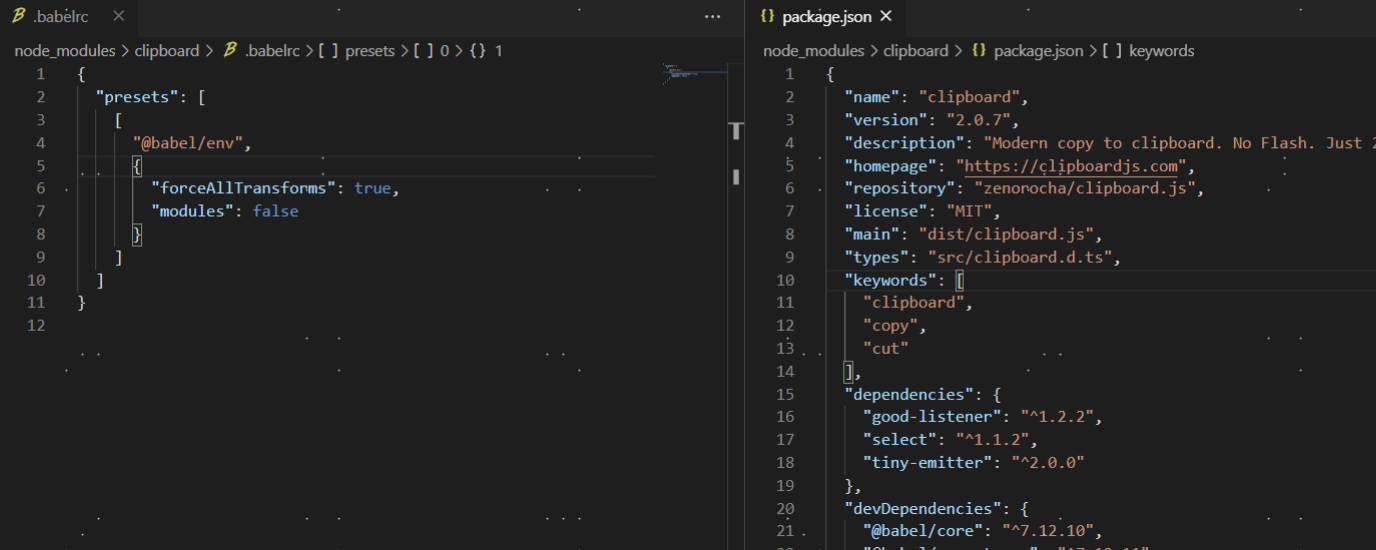 .babelrc
node_modules > clipboard > .babelrc > [ ] presets > [ ] 0 > {} 1
1 {
2 "presets": [
3 [
4 "@babel/env",
5 {
6 "forceAllTransforms": true,
7 "modules": false
8 }
9 ]
10 ]
11 }
12
package.json
node_modules > clipboard > {} package.json > [ ] keywords
1 {
2 "name": "clipboard",
3 "version": "2.0.7",
4 "description": "Modern copy to clipboard. No Flash. Just
5 "homepage": "https://clipboardjs.com",
6 "repository": "zenorocha/clipboard.js",
7 "license": "MIT",
8 "main": "dist/clipboard.js",
9 "types": "src/clipboard.d.ts",
10 "keywords": [
11 "clipboard",
12 "copy",
13 "cut"
14 ],
15 "dependencies": {
16 "good-listener": "^1.2.2",
17 "select": "^1.1.2",
18 "tiny-emitter": "^2.0.0"
19 },
20 "devDependencies": {
21 "@babel/core": "^7.12.10",